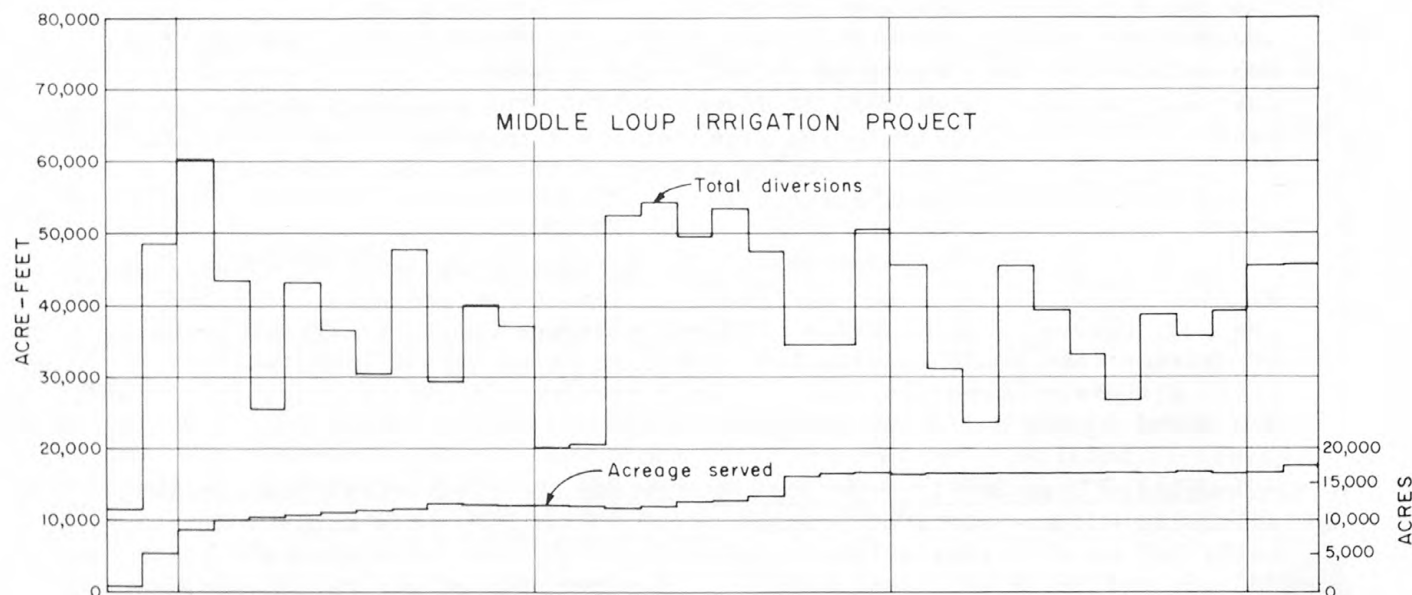 80,000
70,000
60,000
50,000
40,000
30,000
20,000
10,000
0
ACRE-FEET
MIDDLE LOUP IRRIGATION PROJECT
Total diversions
Acreage served
20,000
15,000
10,000
5,000
0
ACRES